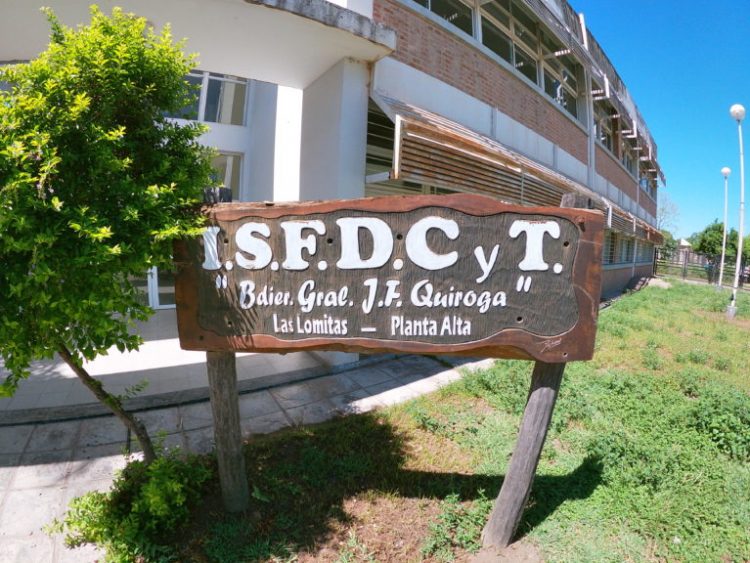 I.S.F.D.C y T.
"Bdier. Gral. J.F. Quiroga"
Las Lomitas — Planta Alta